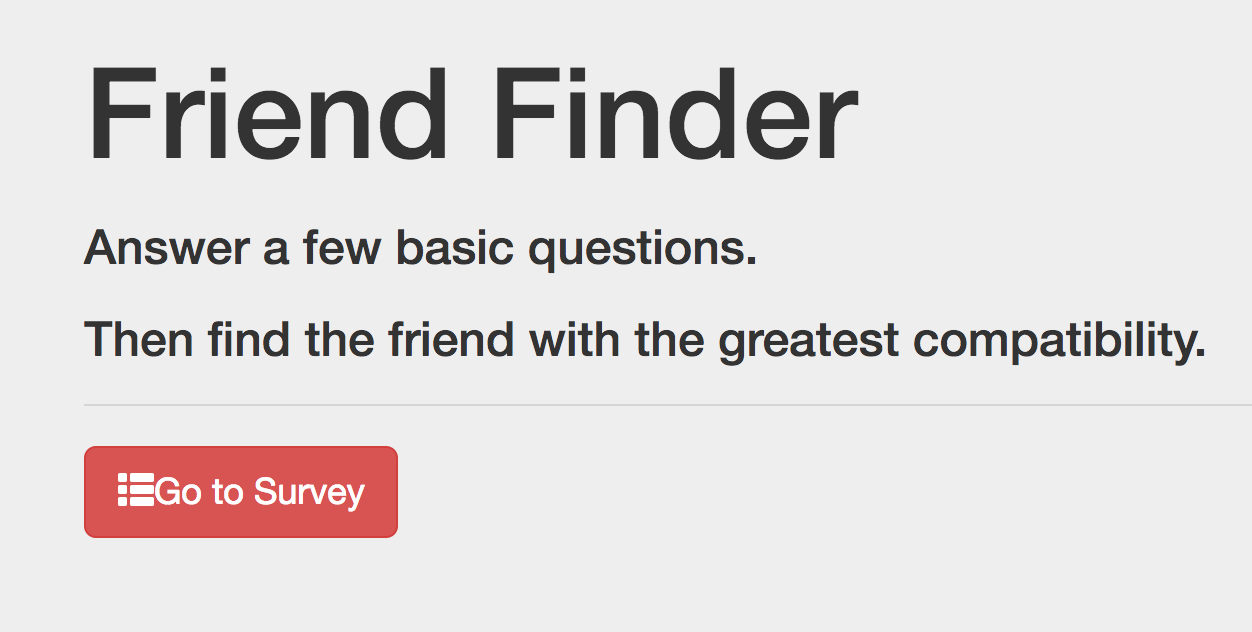 Friend Finder
Answer a few basic questions.
Then find the friend with the greatest compatibility.
Go to Survey